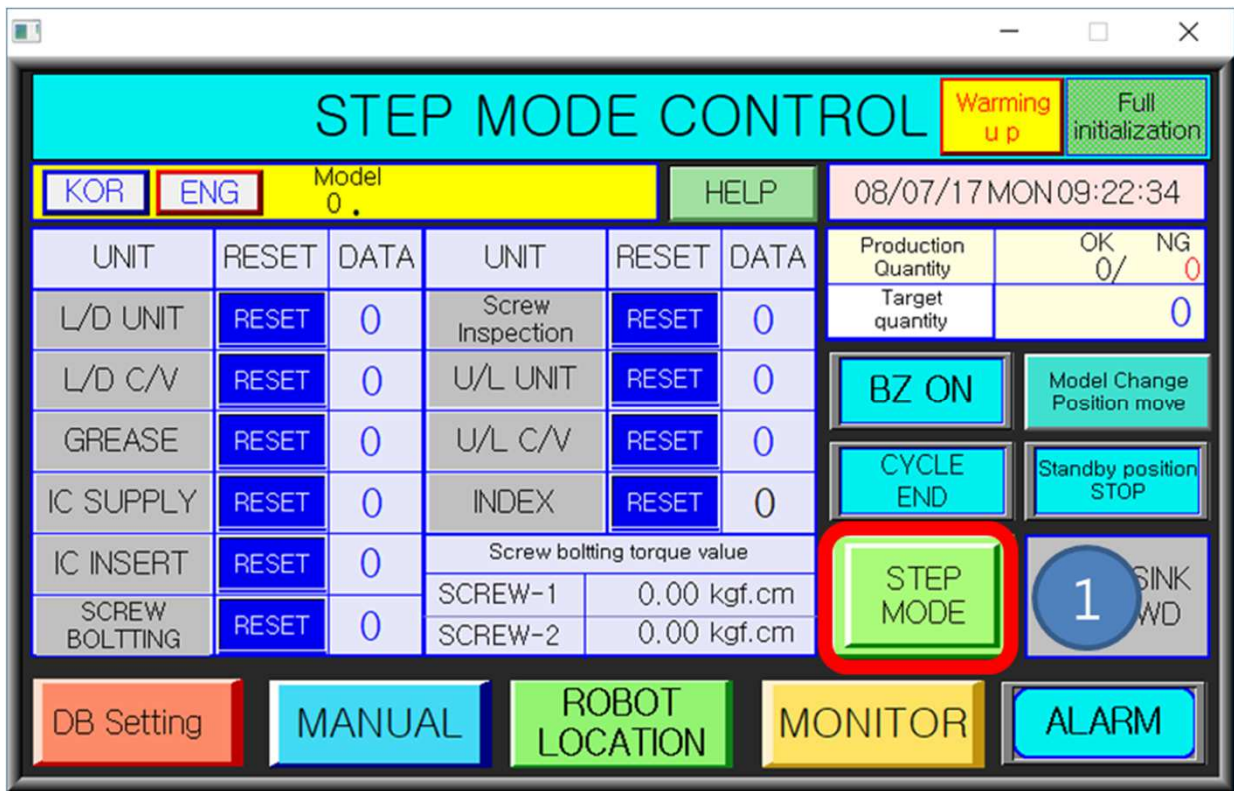 STEP MODE CONTROL
Warming
u p
Full
initialization
KOR ENG
Model
0 .
HELP
08/07/17 MON 09:22:34
UNIT RESET DATA UNIT RESET DATA
L/D UNIT RESET 0
Screw
Inspection RESET 0
L/D C/V RESET 0 U/L UNIT RESET 0
GREASE RESET 0 U/L C/V RESET 0
IC SUPPLY RESET 0 INDEX RESET 0
IC INSERT RESET 0
SCREW
BOLTTING RESET 0
Screw boltting torque value
SCREW-1 0.00 kgf.cm
SCREW-2 0.00 kgf.cm
Production
Quantity
OK NG
0/ 0
Target
quantity
0
BZ ON
Model Change
Position move
CYCLE
END
Standby position
STOP
STEP
MODE
1
SINK
WD
DB Setting
MANUAL
ROBOT
LOCATION
MONITOR
ALARM